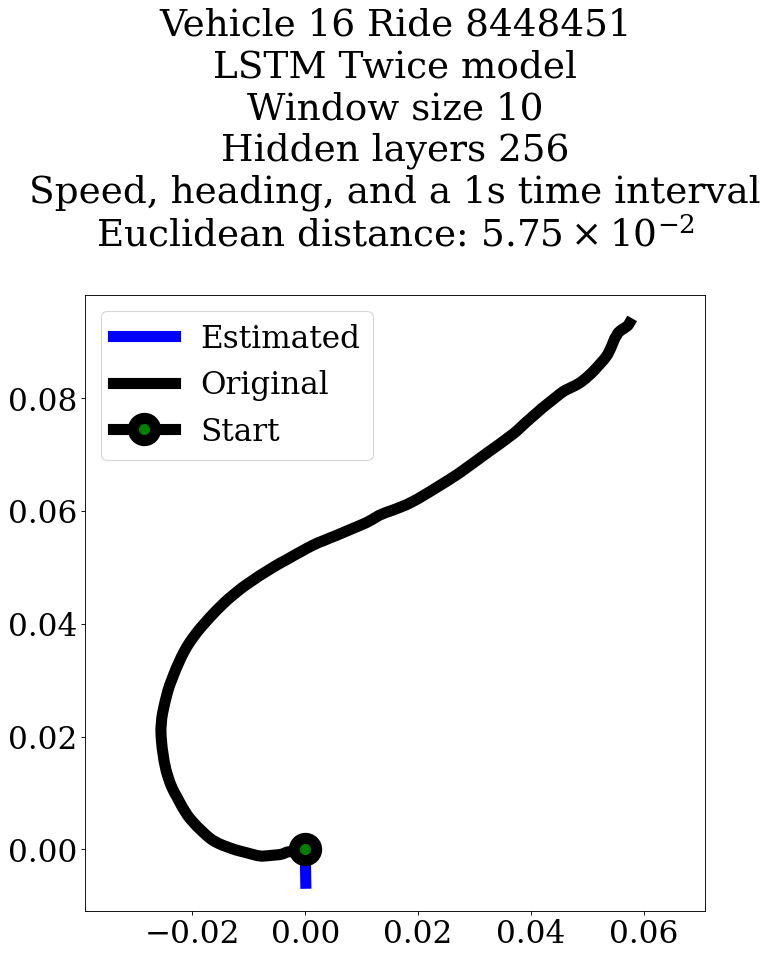 Vehicle 16 Ride 8448451
LSTM Twice model
Window size 10
Hidden layers 256
Speed, heading, and a 1s time interval
Euclidean distance: 5.75 × 10⁻²
Estimated
Original
Start
0.08
0.06
0.04
0.02
0.00
−0.02 0.00 0.02 0.04 0.06